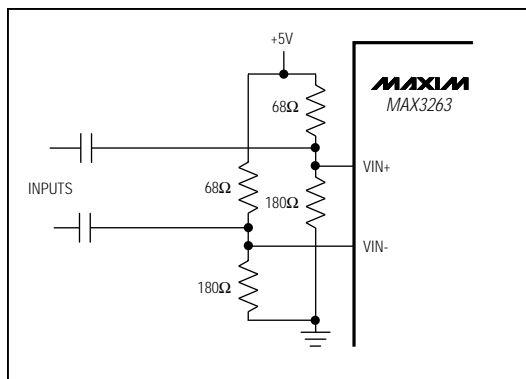 +5V
68Ω
MAXIM
MAX3263
VIN+
INPUTS
68Ω
180Ω
VIN-
180Ω